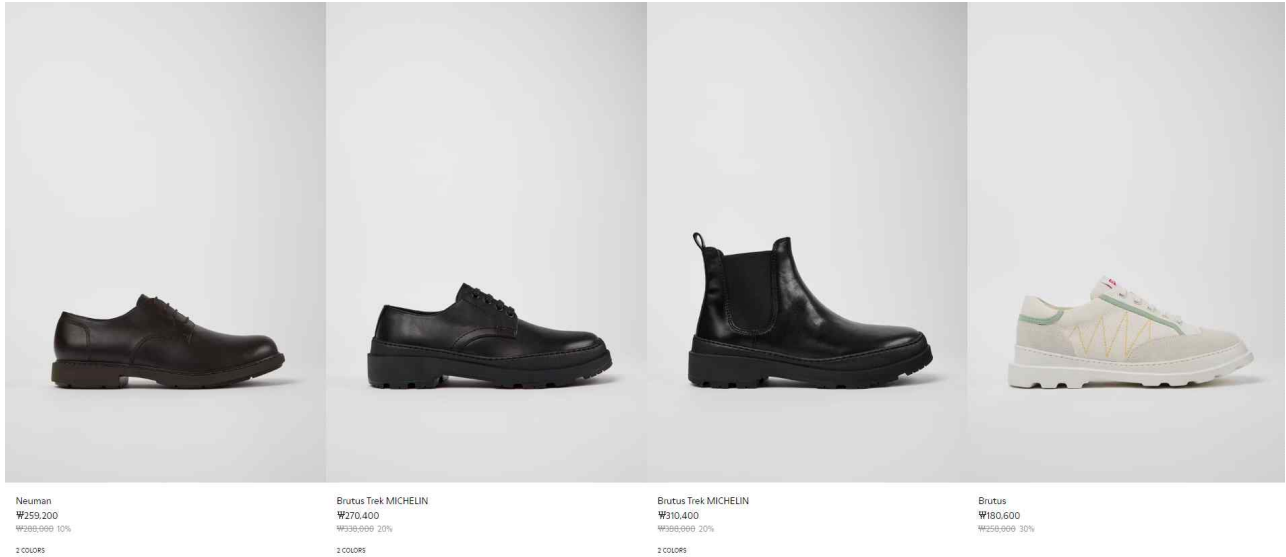 Neuman
₩259,200
₩288,000 10%
2 COLORS
Brutus Trek MICHELIN
₩270,400
₩338,000 20%
2 COLORS
Brutus Trek MICHELIN
₩310,400
₩388,000 20%
2 COLORS
Brutus
₩180,600
₩258,000 30%